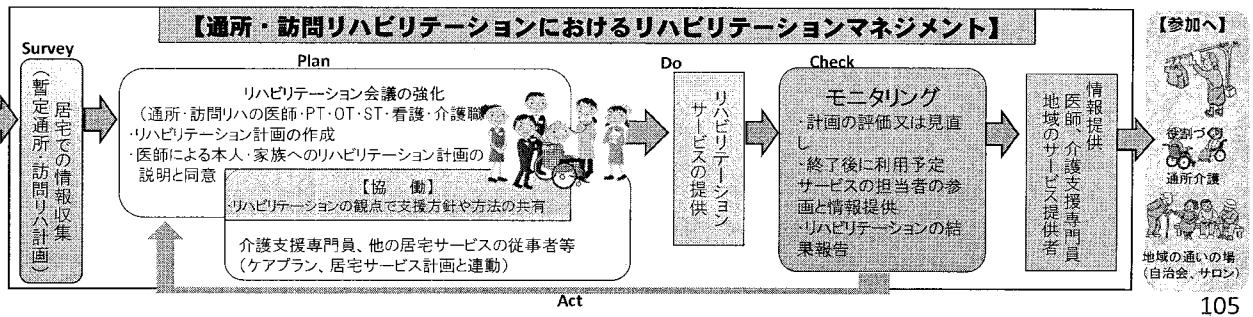 【通所・訪問リハビリテーションにおけるリハビリテーションマネジメント】
Survey
居宅での情報収集
（暫定通所・訪問リハ計画）
Plan
リハビリテーション会議の強化
（通所・訪問リハの医師・PT・OT・ST・看護・介護職
・リハビリテーション計画の作成
・医師による本人・家族へのリハビリテーション計画の
説明と同意
【協　働】
・リハビリテーションの観点で支援方針や方法の共有
介護支援専門員、他の居宅サービスの従事者等
（ケアプラン、居宅サービス計画と連動）
Do
リハビリテーション
サービスの提供
Check
モニタリング
・計画の評価又は見直
し
・終了後に利用予定
サービスの担当者の参
画と情報提供
・リハビリテーションの結
果報告
情報提供
医師、介護支援専門員
地域のサービス提供者
Act
【参加へ】
役割づくり
通所介護
地域の通いの場
（自治会、サロン）
105